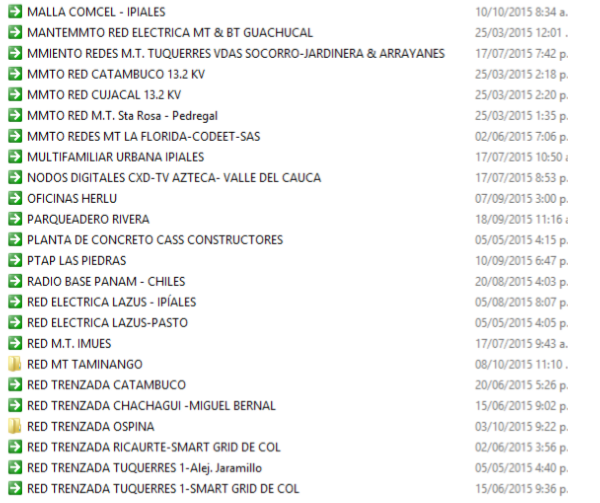 MALLA COMCEL - IPIALES 10/10/2015 8:34 a.
MANTEMMTO RED ELECTRICA MT & BT GUACHUCAL 25/03/2015 12:01 .
MMIENTO REDES M.T. TUQUERRES VDAS SOCORRO-JARDINERA & ARRAYANES 17/07/2015 7:42 p.
MMTO RED CATAMBUCO 13.2 KV 25/03/2015 2:18 p.
MMTO RED CUJACAL 13.2 KV 25/03/2015 2:20 p.
MMTO RED M.T. Sta Rosa - Pedregal 25/03/2015 1:35 p.
MMTO REDES MT LA FLORIDA-CODEET-SAS 02/06/2015 7:06 p.
MULTIFAMILIAR URBANA IPIALES 17/07/2015 10:50
NODOS DIGITALES CXD-TV AZTECA- VALLE DEL CAUCA 17/07/2015 8:53 p.
OFICINAS HERLU 07/09/2015 3:00 p.
PARQUEADERO RIVERA 18/09/2015 11:16
PLANTA DE CONCRETO CASS CONSTRUCTORES 05/05/2015 4:15 p.
PTAP LAS PIEDRAS 10/09/2015 6:47 p.
RADIO BASE PANAM - CHILES 20/08/2015 4:03 p.
RED ELECTRICA LAZUS - IPÍALES 05/08/2015 8:07 p.
RED ELECTRICA LAZUS-PASTO 05/05/2015 4:05 p.
RED M.T. IMUES 17/07/2015 9:43 a.
RED MT TAMINANGO 08/10/2015 11:10 .
RED TRENZADA CATAMBUCO 20/06/2015 5:26 p.
RED TRENZADA CHACHAGUI -MIGUEL BERNAL 15/06/2015 9:02 p.
RED TRENZADA OSPINA 03/10/2015 9:22 p.
RED TRENZADA RICAURTE-SMART GRID DE COL 02/06/2015 3:56 p.
RED TRENZADA TUQUERRES 1-Alej. Jaramillo 05/05/2015 4:40 p.
RED TRENZADA TUQUERRES 1-SMART GRID DE COL 15/06/2015 9:36 p.